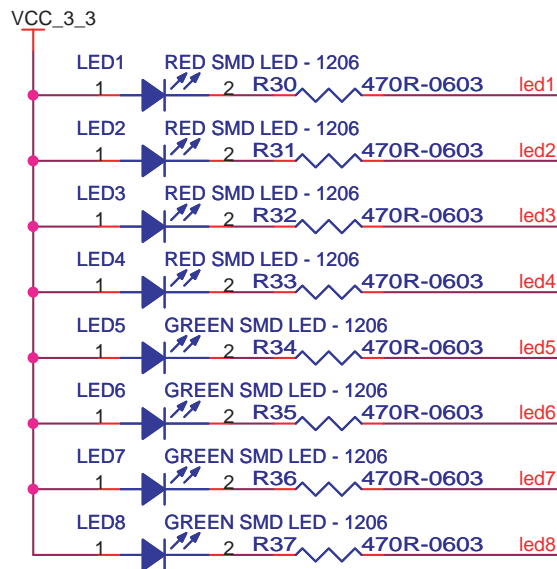 VCC_3_3
LED1 RED SMD LED - 1206
1 2 R30 470R-0603 led1
LED2 RED SMD LED - 1206
1 2 R31 470R-0603 led2
LED3 RED SMD LED - 1206
1 2 R32 470R-0603 led3
LED4 RED SMD LED - 1206
1 2 R33 470R-0603 led4
LED5 GREEN SMD LED - 1206
1 2 R34 470R-0603 led5
LED6 GREEN SMD LED - 1206
1 2 R35 470R-0603 led6
LED7 GREEN SMD LED - 1206
1 2 R36 470R-0603 led7
LED8 GREEN SMD LED - 1206
1 2 R37 470R-0603 led8